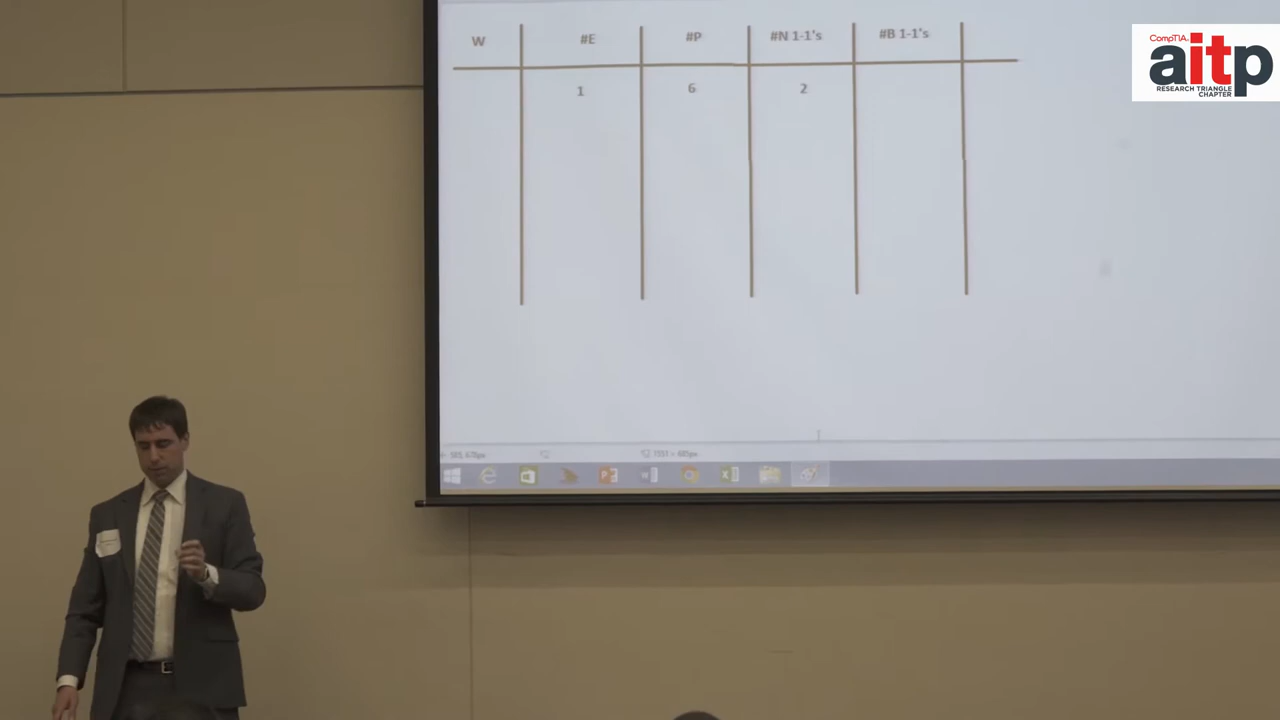 W #E #P #N 1-1's #B 1-1's
1 6 2
CompTIA.
aitp
RESEARCH TRIANGLE
CHAPTER